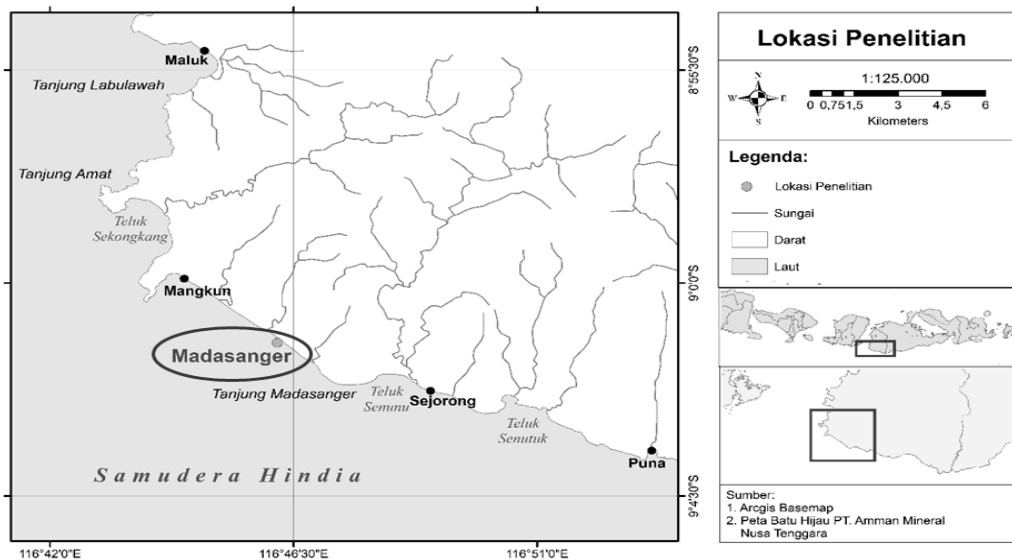 Maluk
Tanjung Labulawah
Tanjung Amat
Teluk
Sekongkang
Mangkun
Madasanger
Tanjung Madasanger
Teluk
Semunu
Sejorong
Teluk
Senutuk
Puna
Samudera Hindia
8°55'30"S
9°0'0"S
9°4'30"S
116°42'0"E
116°46'30"E
116°51'0"E
Lokasi Penelitian
N
W
E
S
1:125.000
0 0,75 1,5 3 4,5 6
Kilometers
Legenda:
Lokasi Penelitian
Sungai
Darat
Laut
Sumber:
1. Arcgis Basemap
2. Peta Batu Hijau PT. Amman Mineral
Nusa Tenggara